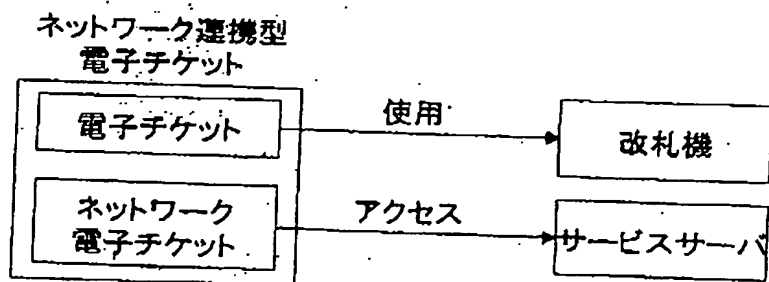 ネットワーク連携型
電子チケット
電子チケット
使用
改札機
ネットワーク
電子チケット
アクセス
サービスサーバ